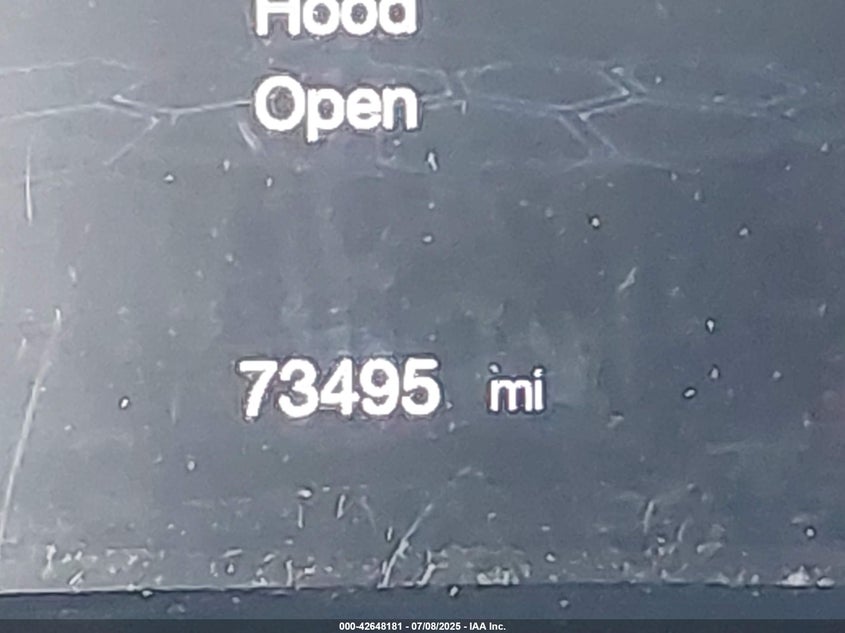 Hood
Open
73495 mi
000-42648181 - 07/08/2025 - IAA Inc.